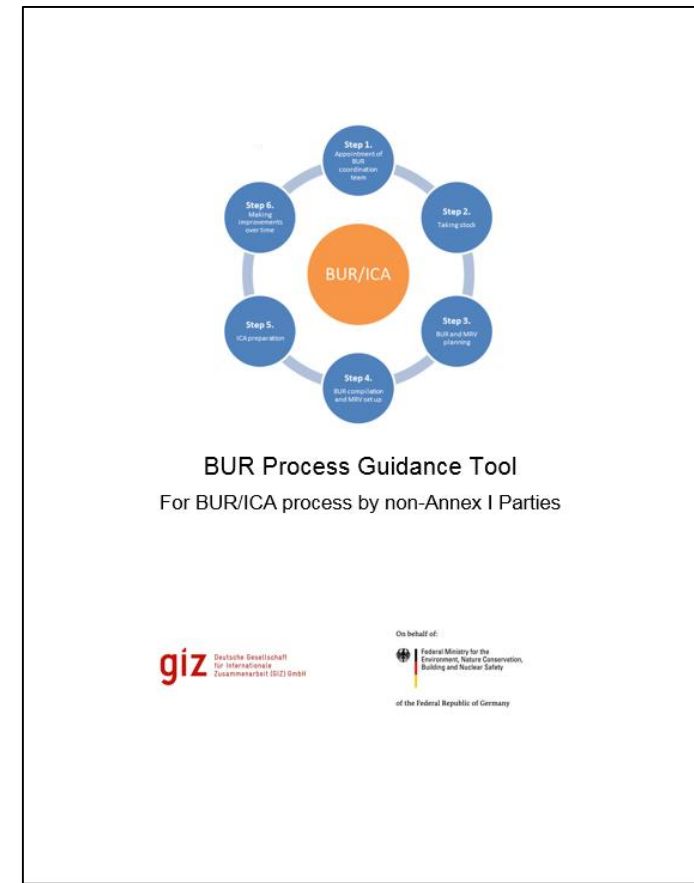 Step 1.
Appointment of
BUR
coordination
team
Step 2.
Taking stock
Step 3.
BUR and MRV
planning
Step 4.
BUR compilation
and MRV set up
Step 5.
ICA preparation
Step 6.
Making
improvements
over time
BUR/ICA
BUR Process Guidance Tool
For BUR/ICA process by non-Annex I Parties
giz
Deutsche Gesellschaft
für Internationale
Zusammenarbeit (GIZ) GmbH
On behalf of:
Federal Ministry for the
Environment, Nature Conservation,
Building and Nuclear Safety
of the Federal Republic of Germany